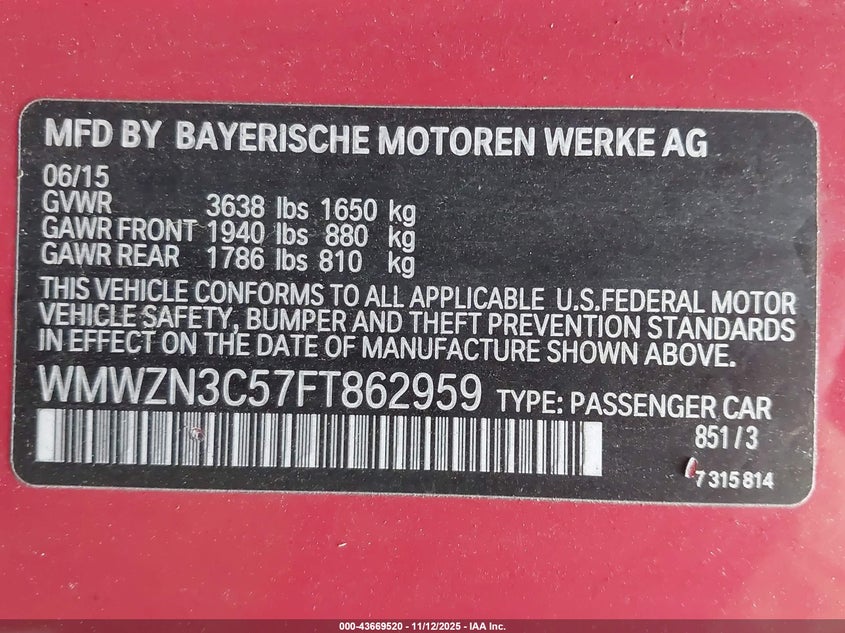 MFD BY BAYERISCHE MOTOREN WERKE AG
06/15
GVWR 3638 lbs 1650 kg
GAWR FRONT 1940 lbs 880 kg
GAWR REAR 1786 lbs 810 kg
THIS VEHICLE CONFORMS TO ALL APPLICABLE U.S.FEDERAL MOTOR
VEHICLE SAFETY, BUMPER AND THEFT PREVENTION STANDARDS
IN EFFECT ON THE DATE OF MANUFACTURE SHOWN ABOVE.
WMWZN3C57FT862959 TYPE: PASSENGER CAR
851/3
7 315 814
000-43669520 - 11/12/2025 - IAA Inc.